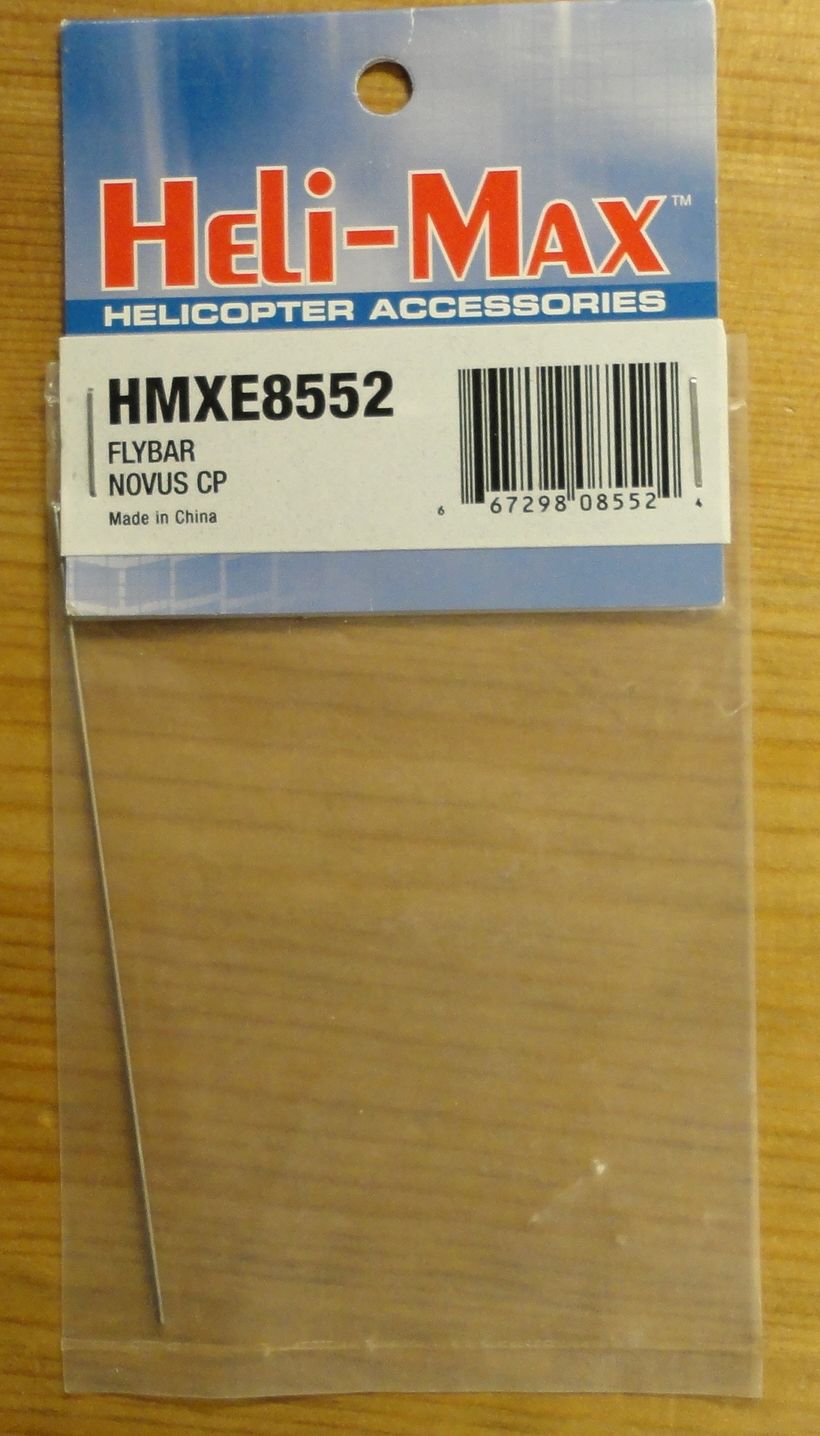 Heli-Max™
HELICOPTER ACCESSORIES
HMXE8552
FLYBAR
NOVUS CP
Made in China
6 67298 08552 4